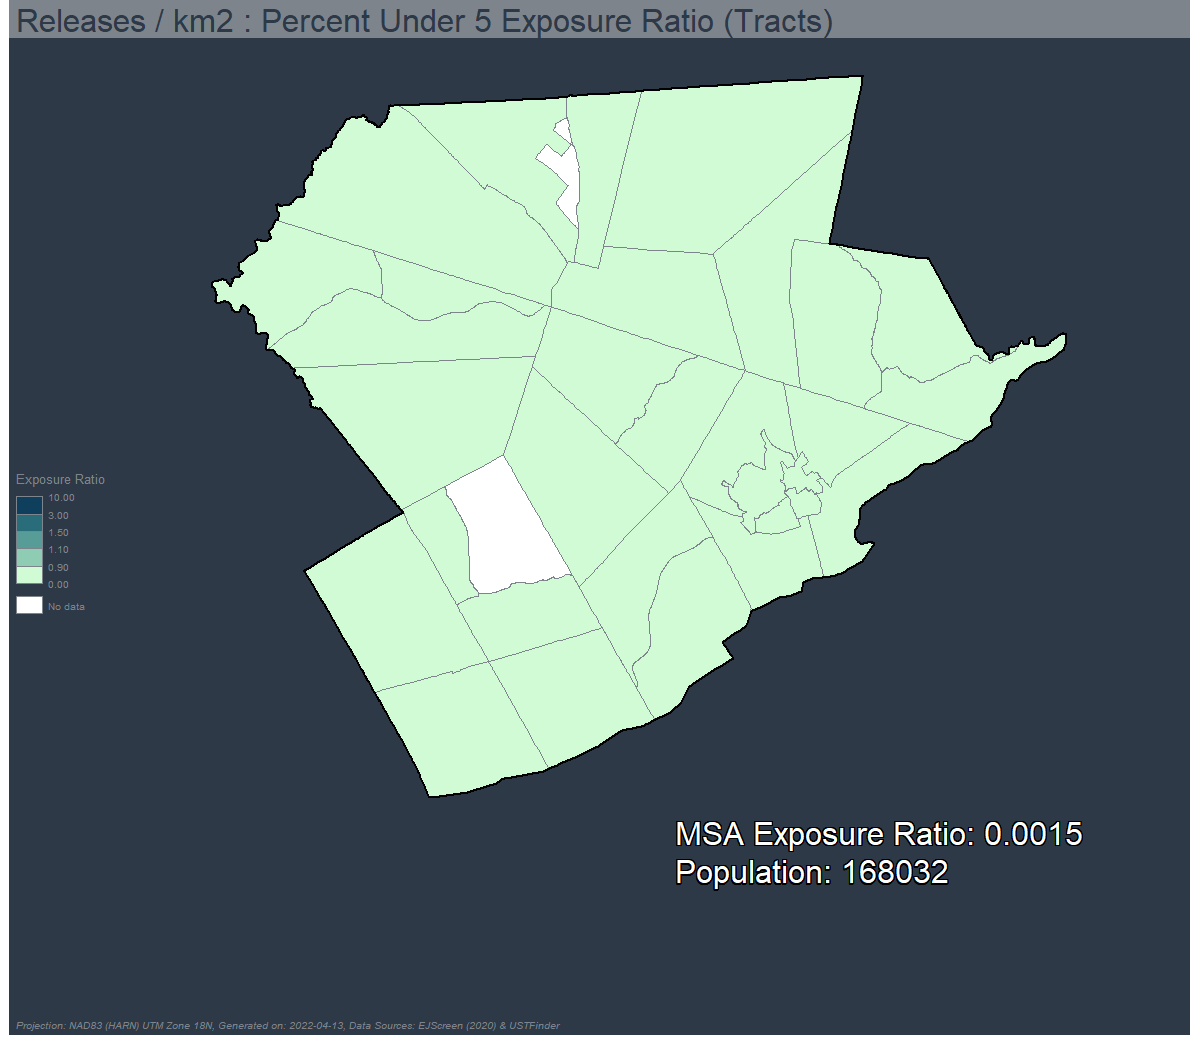 Releases / km2 : Percent Under 5 Exposure Ratio (Tracts)
Exposure Ratio
10.00
3.00
1.50
1.10
0.90
0.00
No data
MSA Exposure Ratio: 0.0015
Population: 168032
Projection: NAD83 (HARN) UTM Zone 18N, Generated on: 2022-04-13, Data Sources: EJScreen (2020) & USTFinder